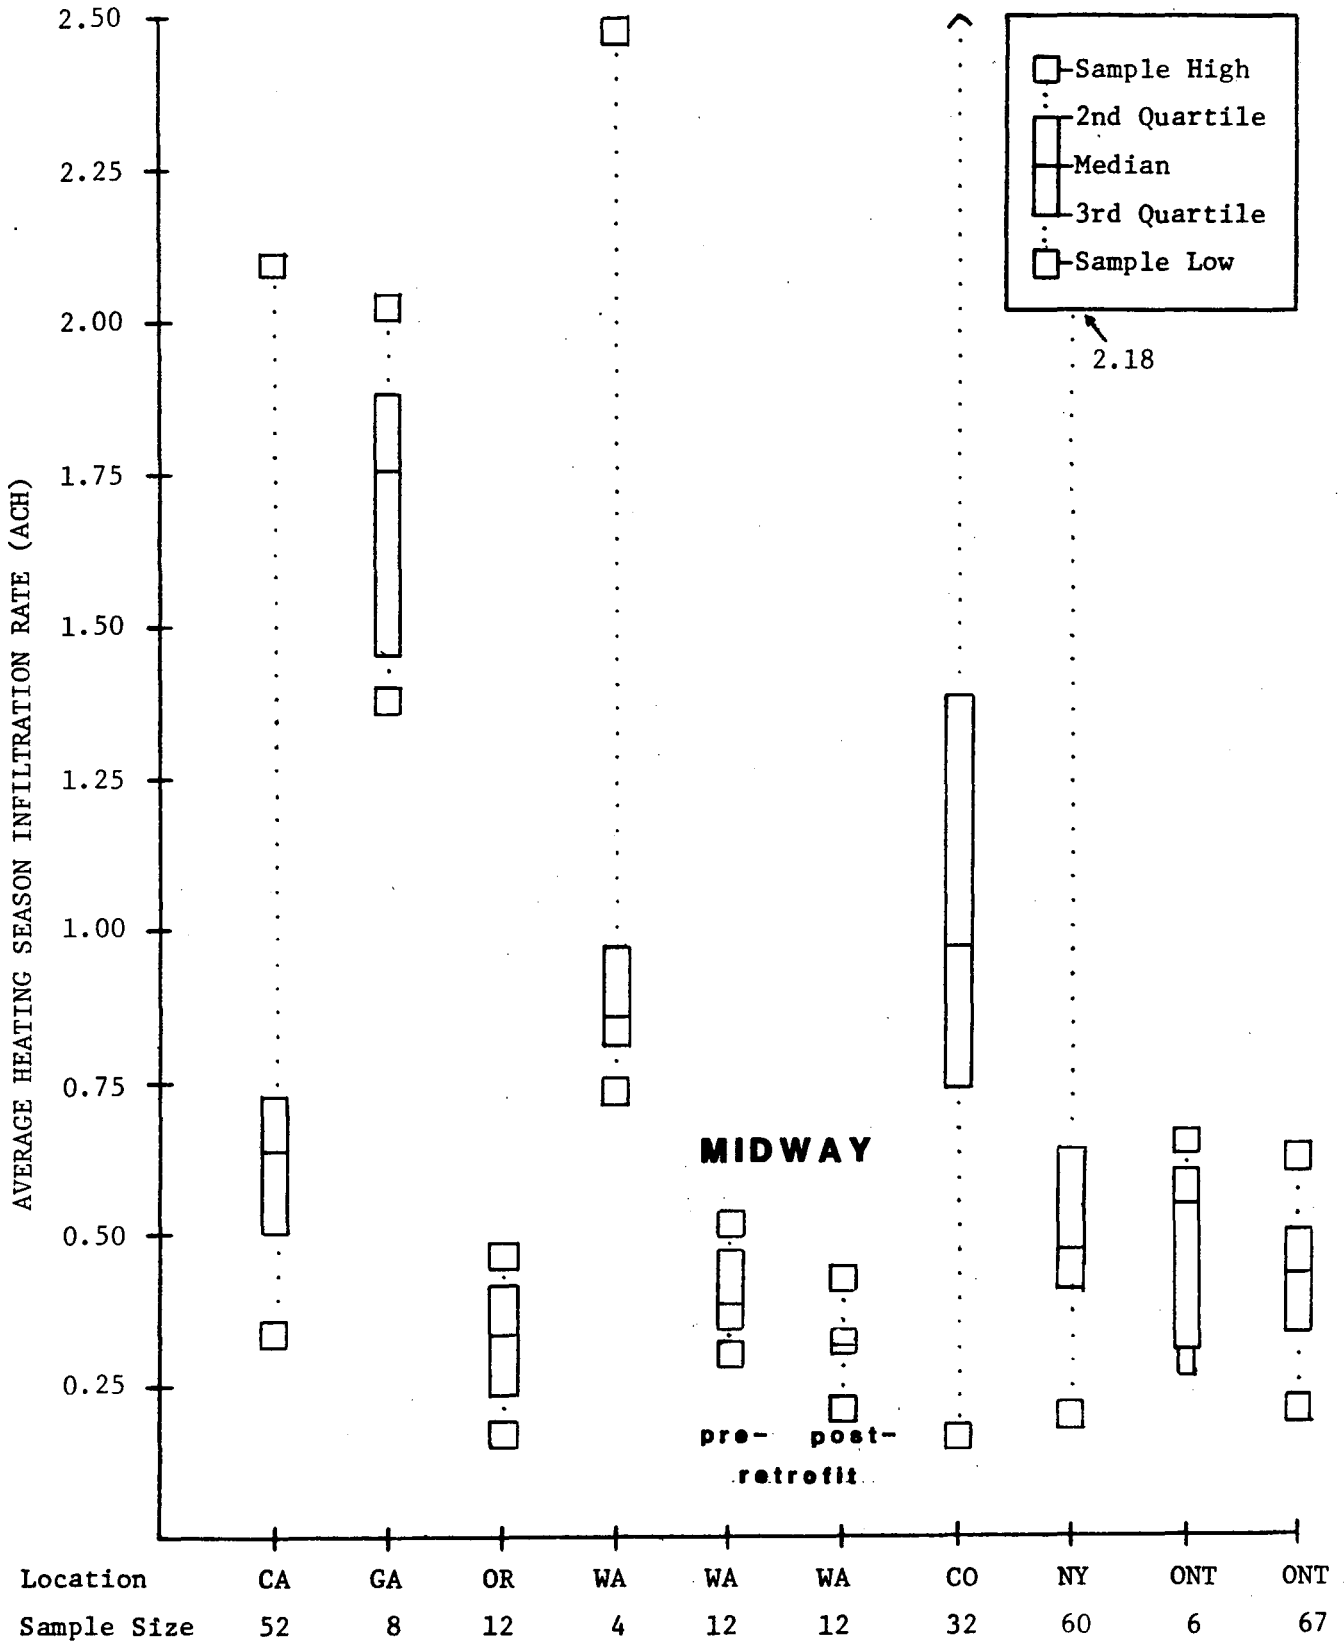 2.50
2.25
2.00
1.75
1.50
1.25
1.00
0.75
0.50
0.25
AVERAGE HEATING SEASON INFILTRATION RATE (ACH)
Sample High
2nd Quartile
Median
3rd Quartile
Sample Low
2.18
MIDWAY
pre- post-
retrofit
Location CA GA OR WA WA WA CO NY ONT ONT
Sample Size 52 8 12 4 12 12 32 60 6 67